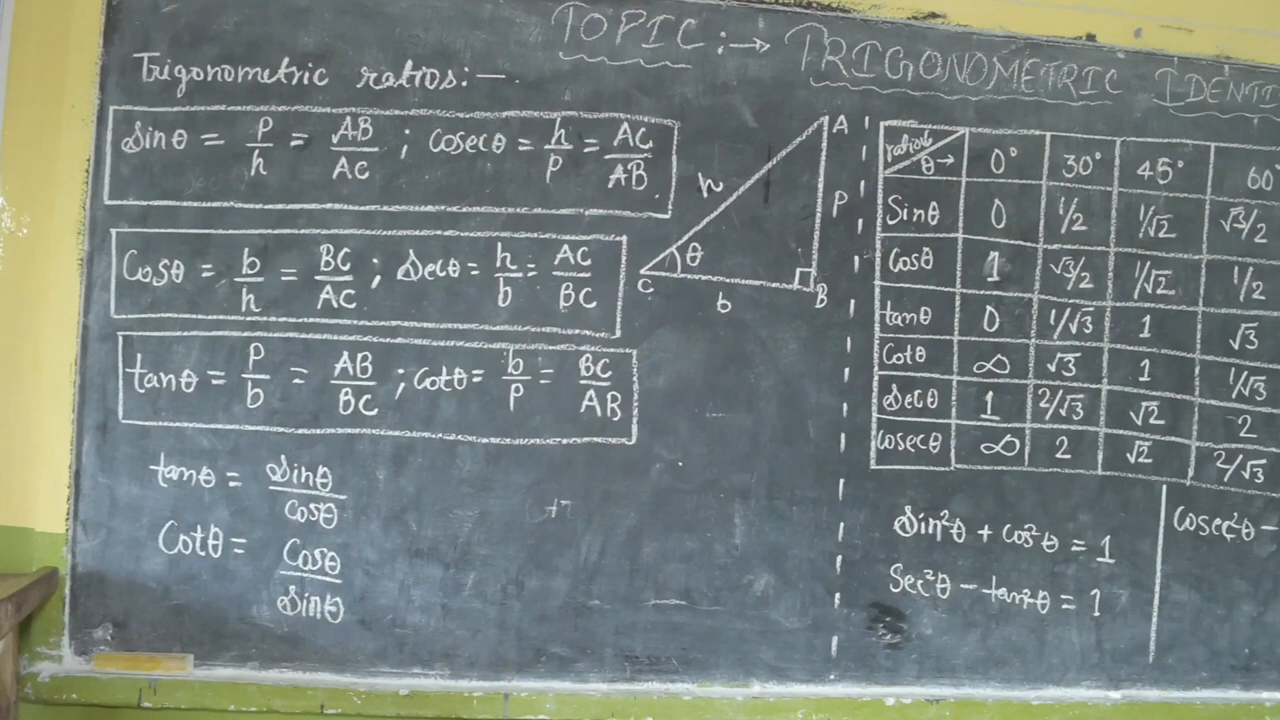 TOPIC :→ TRIGONOMETRIC IDENTI
Trigonometric ratios:—.
Sinθ = P/h = AB/AC ; cosecθ = h/P = AC/AB
Cosθ = b/h = BC/AC ; Secθ = h/b = AC/BC
tanθ = P/b = AB/BC ; cotθ = b/P = BC/AB
tanθ = Sinθ/cosθ
Cotθ = Cosθ/Sinθ
A
h
P
θ
C
b
B
ratios θ→ 0° 30° 45° 60°
Sinθ 0 1/2 1/√2 √3/2
Cosθ 1 √3/2 1/√2 1/2
tanθ 0 1/√3 1 √3
Cotθ ∞ √3 1 1/√3
Secθ 1 2/√3 √2 2
Cosecθ ∞ 2 √2 2/√3
Sin²θ + cos²θ = 1
Sec²θ − tan²θ = 1
Cosec²θ −